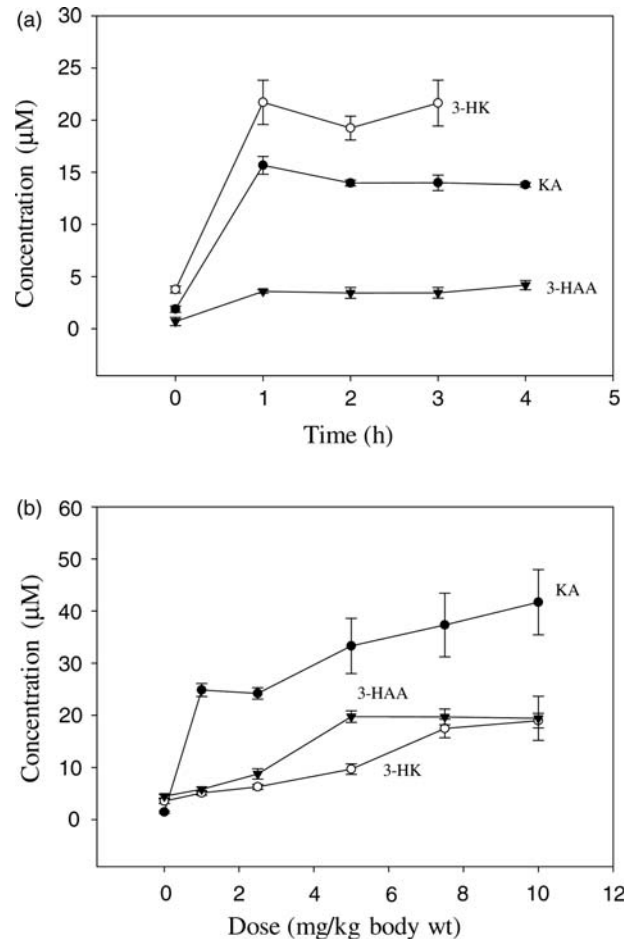 (a)
30
25
20
15
10
5
0
Concentration (µM)
3-HK
KA
3-HAA
0 1 2 3 4 5
Time (h)
(b)
60
50
40
30
20
10
0
Concentration (µM)
KA
3-HAA
3-HK
0 2 4 6 8 10 12
Dose (mg/kg body wt)